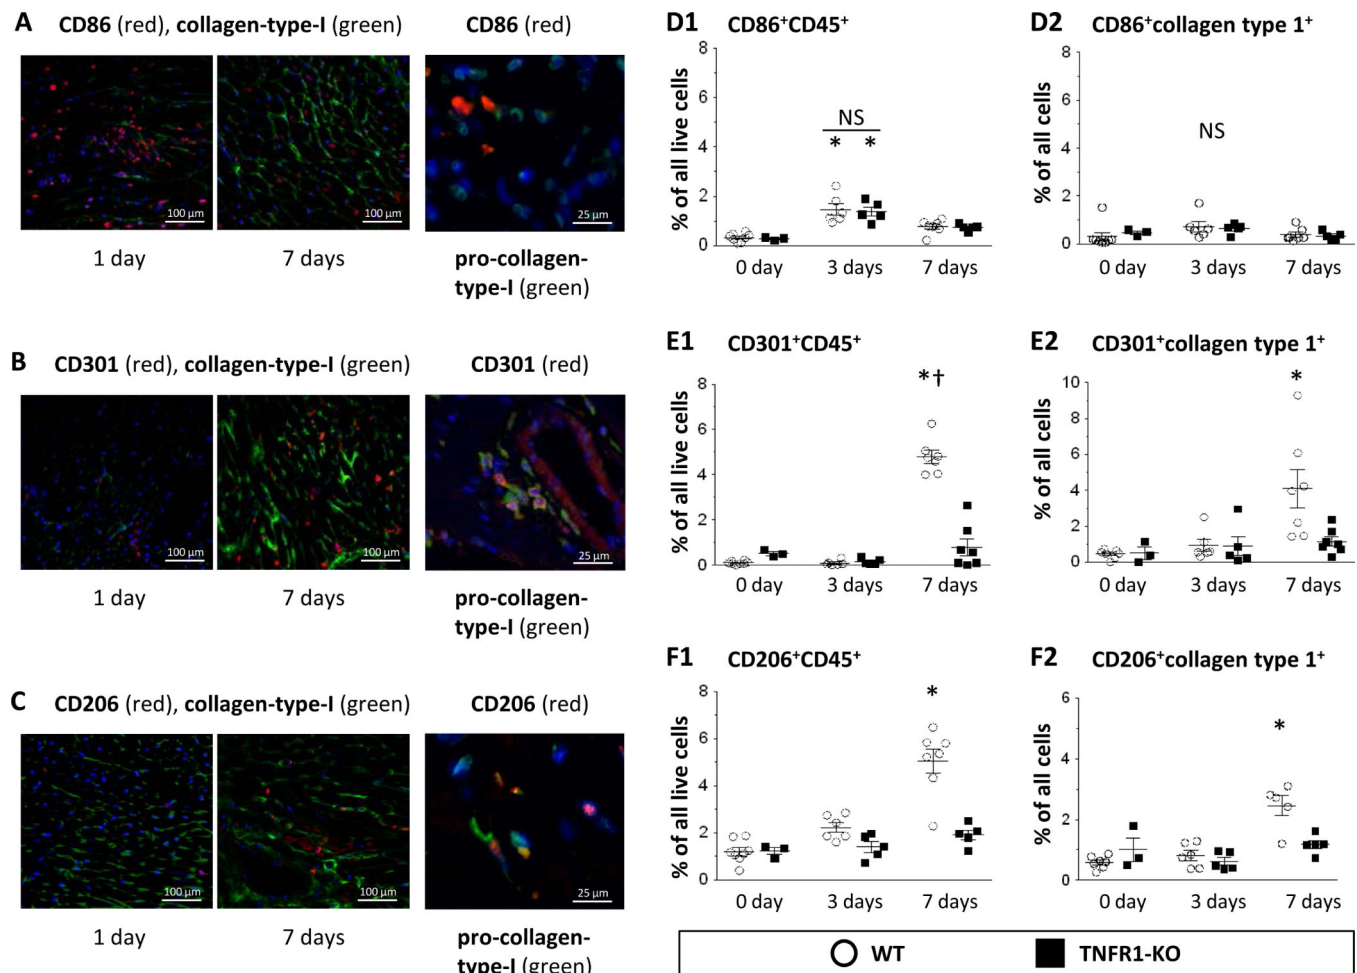 A CD86 (red), collagen-type-I (green) CD86 (red)
100 µm 100 µm 25 µm
1 day 7 days pro-collagen-
type-I (green)
B CD301 (red), collagen-type-I (green) CD301 (red)
100 µm 100 µm 25 µm
1 day 7 days pro-collagen-
type-I (green)
C CD206 (red), collagen-type-I (green) CD206 (red)
100 µm 100 µm 25 µm
1 day 7 days pro-collagen-
type-I (green)
D1 CD86⁺CD45⁺
% of all live cells
8
6
4
2
0
NS
* *
0 day 3 days 7 days
D2 CD86⁺collagen type 1⁺
% of all cells
8
6
4
2
0
NS
0 day 3 days 7 days
E1 CD301⁺CD45⁺
% of all live cells
8
6
4
2
0
*†
0 day 3 days 7 days
E2 CD301⁺collagen type 1⁺
% of all cells
10
8
6
4
2
0
*
0 day 3 days 7 days
F1 CD206⁺CD45⁺
% of all live cells
8
6
4
2
0
*
0 day 3 days 7 days
F2 CD206⁺collagen type 1⁺
% of all cells
6
4
2
0
*
0 day 3 days 7 days
WT TNFR1-KO